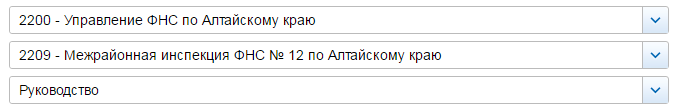 2200 - Управление ФНС по Алтайскому краю
2209 - Межрайонная инспекция ФНС № 12 по Алтайскому краю
Руководство